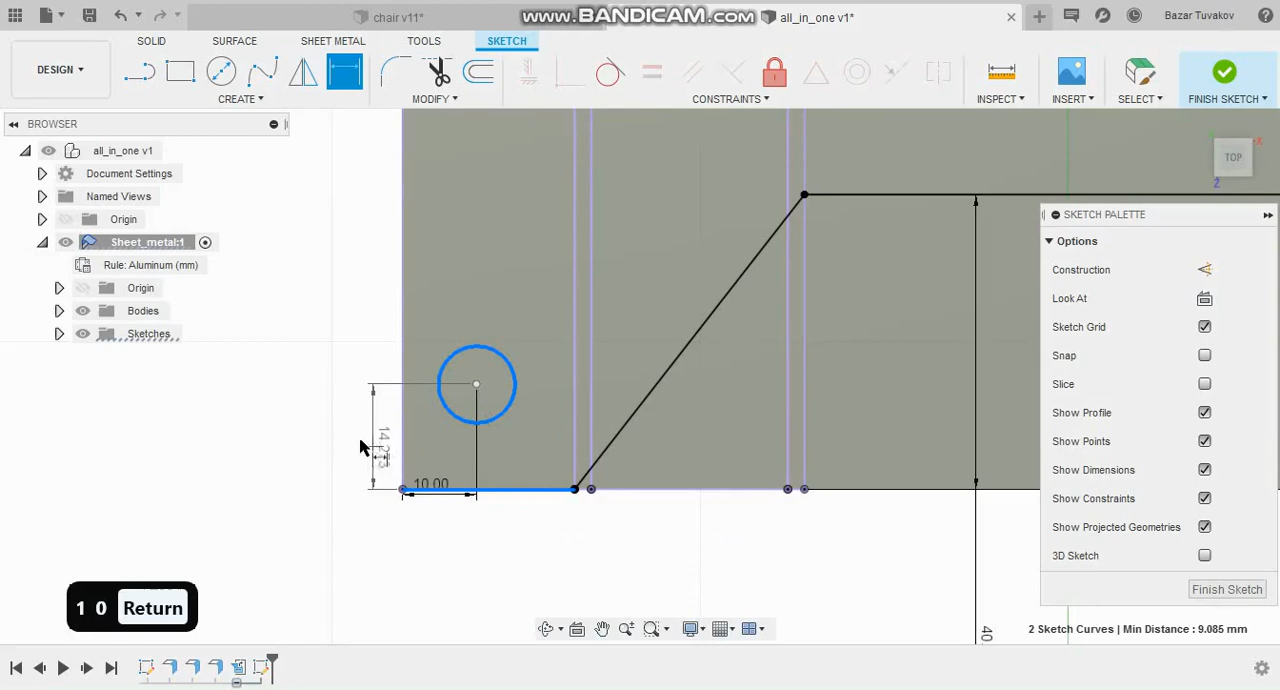 chair v11*
www.BANDICAM.com
all_in_one v1*
Bazar Tuvakov
SOLID
SURFACE
SHEET METAL
TOOLS
SKETCH
DESIGN
CREATE
MODIFY
CONSTRAINTS
INSPECT
INSERT
SELECT
FINISH SKETCH
BROWSER
all_in_one v1
Document Settings
Named Views
Origin
Sheet_metal:1
Rule: Aluminum (mm)
Origin
Bodies
Sketches
TOP
X
Z
SKETCH PALETTE
Options
Construction
Look At
Sketch Grid
Snap
Slice
Show Profile
Show Points
Show Dimensions
Show Constraints
Show Projected Geometries
3D Sketch
Finish Sketch
10.00
40
1 0 Return
2 Sketch Curves | Min Distance : 9.085 mm